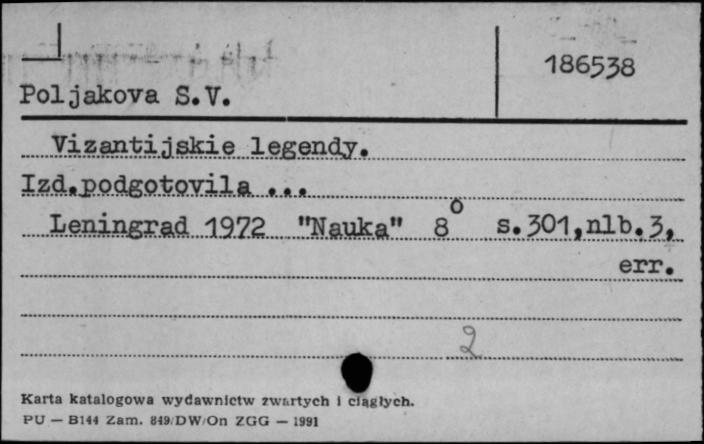 186538
Poljakova S.V.
Vizantijskie legendy.
Izd.podgotovila ...
Leningrad 1972 "Nauka" 8º s.301,nlb.3,
err.
2
Karta katalogowa wydawnictw zwartych i ciągłych.
PU — B144 Zam. 849/DW/On ZGG — 1991